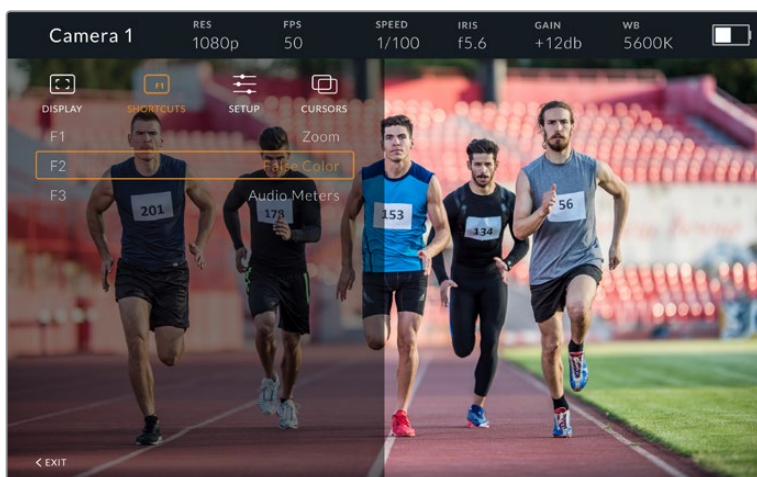 Camera 1
RES FPS SPEED IRIS GAIN WB
1080p 50 1/100 f5.6 +12db 5600K
F1
DISPLAY SHORTCUTS SETUP CURSORS
F1 Zoom
F2 False Color
F3 Audio Meters
201
178
153
134
56
EXIT